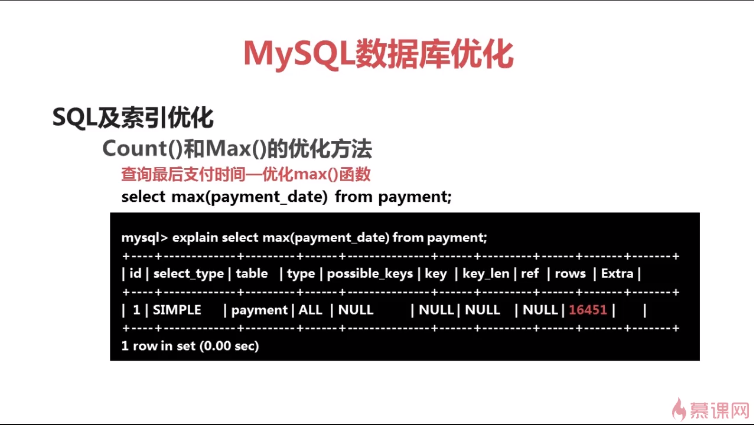 MySQL数据库优化
SQL及索引优化
Count()和Max()的优化方法
查询最后支付时间—优化max()函数
select max(payment_date) from payment;
mysql> explain select max(payment_date) from payment;
+----+-------------+---------+------+---------------+------+---------+------+-------+-------+
| id | select_type | table | type | possible_keys | key | key_len | ref | rows | Extra |
+----+-------------+---------+------+---------------+------+---------+------+-------+-------+
| 1 | SIMPLE | payment | ALL | NULL | NULL | NULL | NULL | 16451 | |
+----+-------------+---------+------+---------------+------+---------+------+-------+-------+
1 row in set (0.00 sec)
慕课网